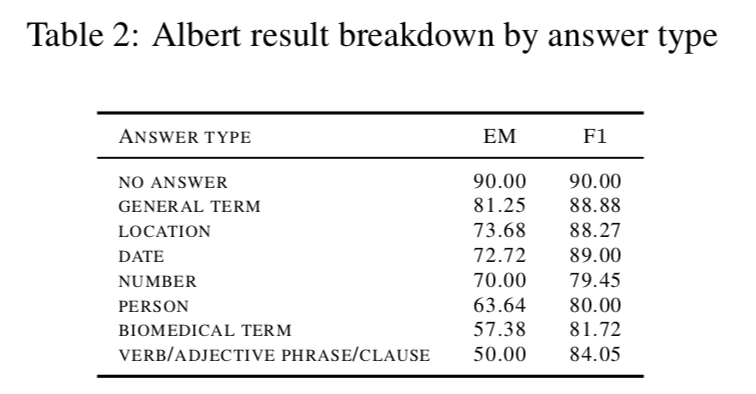 Table 2: Albert result breakdown by answer type
ANSWER TYPE EM F1
NO ANSWER 90.00 90.00
GENERAL TERM 81.25 88.88
LOCATION 73.68 88.27
DATE 72.72 89.00
NUMBER 70.00 79.45
PERSON 63.64 80.00
BIOMEDICAL TERM 57.38 81.72
VERB/ADJECTIVE PHRASE/CLAUSE 50.00 84.05